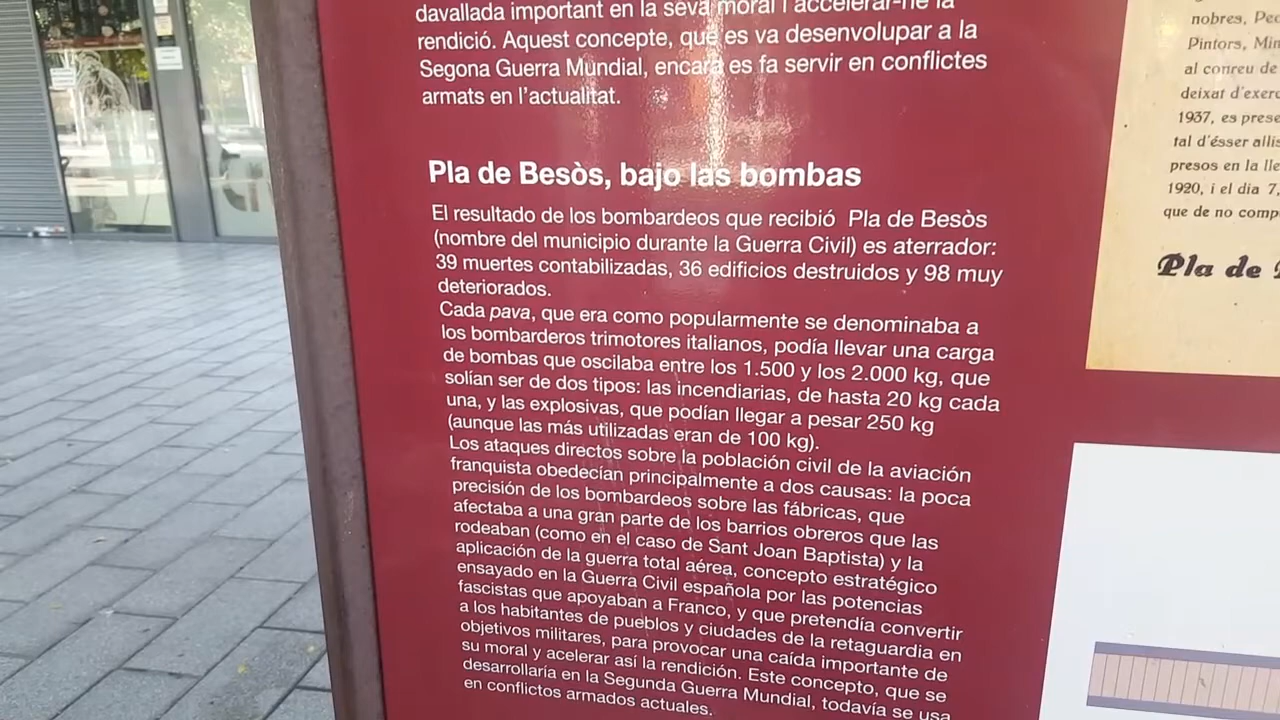 davallada important en la seva moral i accelerar-ne la
rendició. Aquest concepte, que es va desenvolupar a la
Segona Guerra Mundial, encara es fa servir en conflictes
armats en l'actualitat.
Pla de Besòs, bajo las bombas
El resultado de los bombardeos que recibió Pla de Besòs
(nombre del municipio durante la Guerra Civil) es aterrador:
39 muertes contabilizadas, 36 edificios destruidos y 98 muy
deteriorados.
Cada pava, que era como popularmente se denominaba a
los bombarderos trimotores italianos, podía llevar una carga
de bombas que oscilaba entre los 1.500 y los 2.000 kg, que
solían ser de dos tipos: las incendiarias, de hasta 20 kg cada
una, y las explosivas, que podían llegar a pesar 250 kg
(aunque las más utilizadas eran de 100 kg).
Los ataques directos sobre la población civil de la aviación
franquista obedecían principalmente a dos causas: la poca
precisión de los bombardeos sobre las fábricas, que
afectaba a una gran parte de los barrios obreros que las
rodeaban (como en el caso de Sant Joan Baptista) y la
aplicación de la guerra total aérea, concepto estratégico
ensayado en la Guerra Civil española por las potencias
fascistas que apoyaban a Franco, y que pretendía convertir
a los habitantes de pueblos y ciudades de la retaguardia en
objetivos militares, para provocar una caída importante de
su moral y acelerar así la rendición. Este concepto, que se
desarrollaría en la Segunda Guerra Mundial, todavía se usa
en conflictos armados actuales.
nobres, Pec
Pintors, Min
al conreu de
deixat d'exerc
1937, es prese
tal d'ésser allis
presos en la lle
1920, i el dia 7,
que de no comp
Pla de